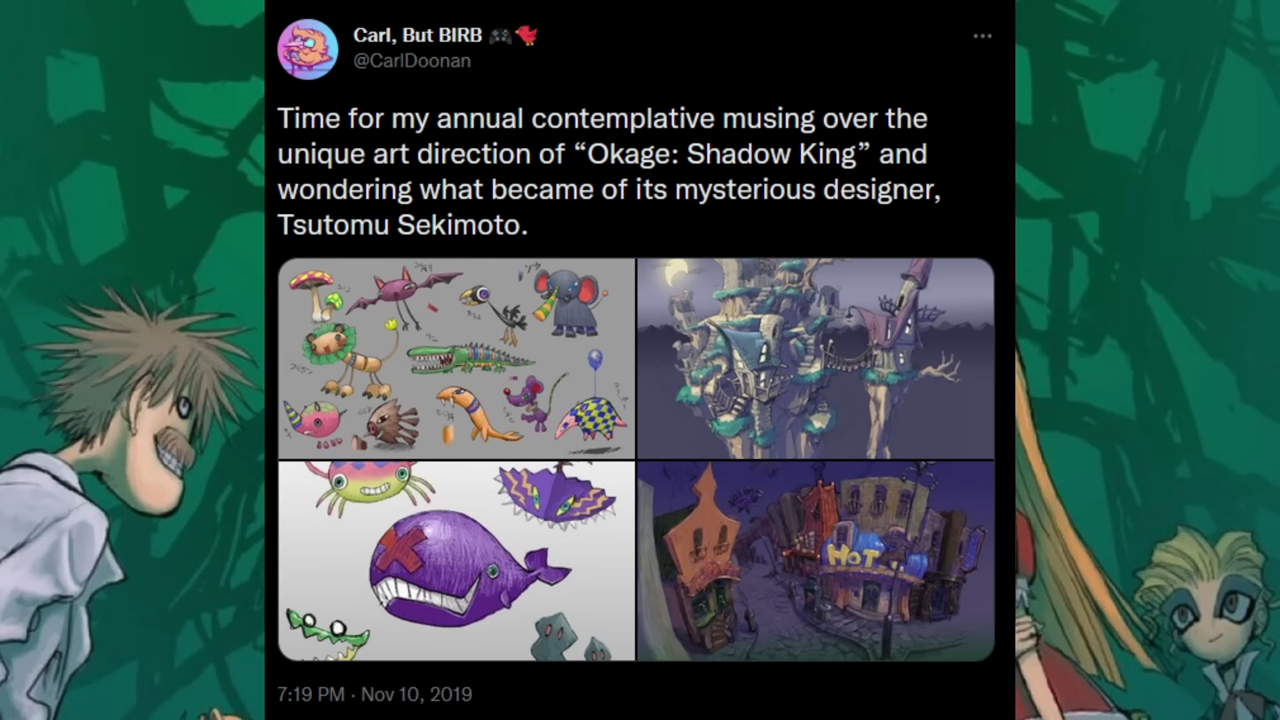 Carl, But BIRB 🎮🐦
@CarlDoonan
Time for my annual contemplative musing over the
unique art direction of “Okage: Shadow King” and
wondering what became of its mysterious designer,
Tsutomu Sekimoto.
HOT
7:19 PM · Nov 10, 2019